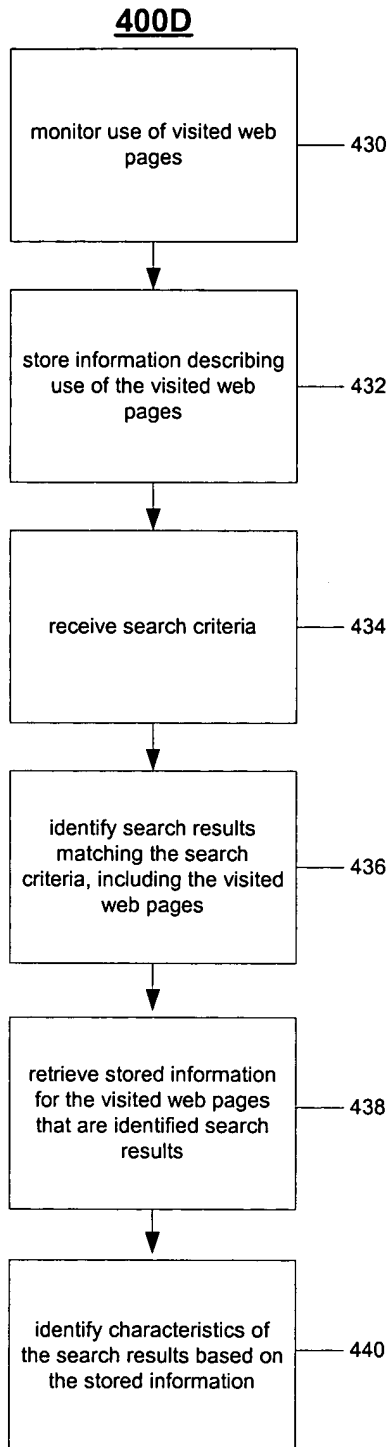 400D
monitor use of visited web
pages
430
store information describing
use of the visited web
pages
432
receive search criteria
434
identify search results
matching the search
criteria, including the visited
web pages
436
retrieve stored information
for the visited web pages
that are identified search
results
438
identify characteristics of
the search results based on
the stored information
440